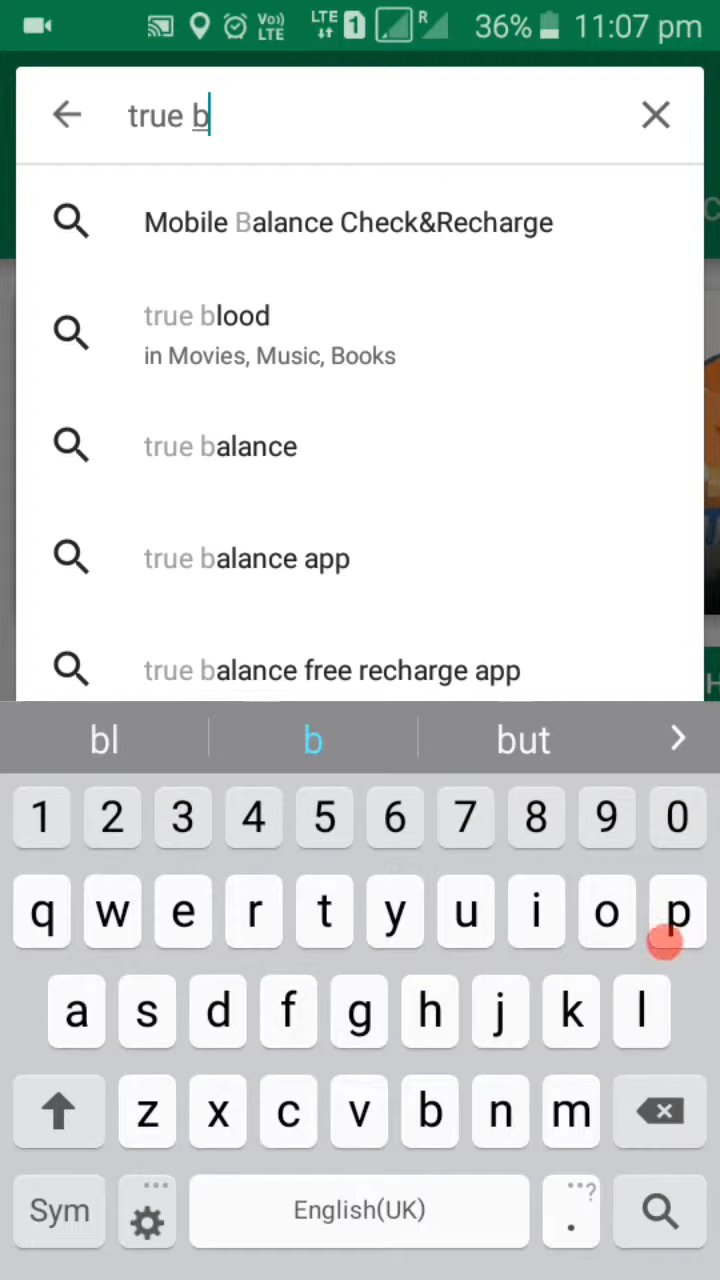 Vo)) LTE LTE 1 R 36% 11:07 pm
true b
C
Mobile Balance Check&Recharge
true blood
in Movies, Music, Books
true balance
true balance app
true balance free recharge app
H
bl b but
1 2 3 4 5 6 7 8 9 0
q w e r t y u i o p
a s d f g h j k l
z x c v b n m
Sym English(UK) . ?